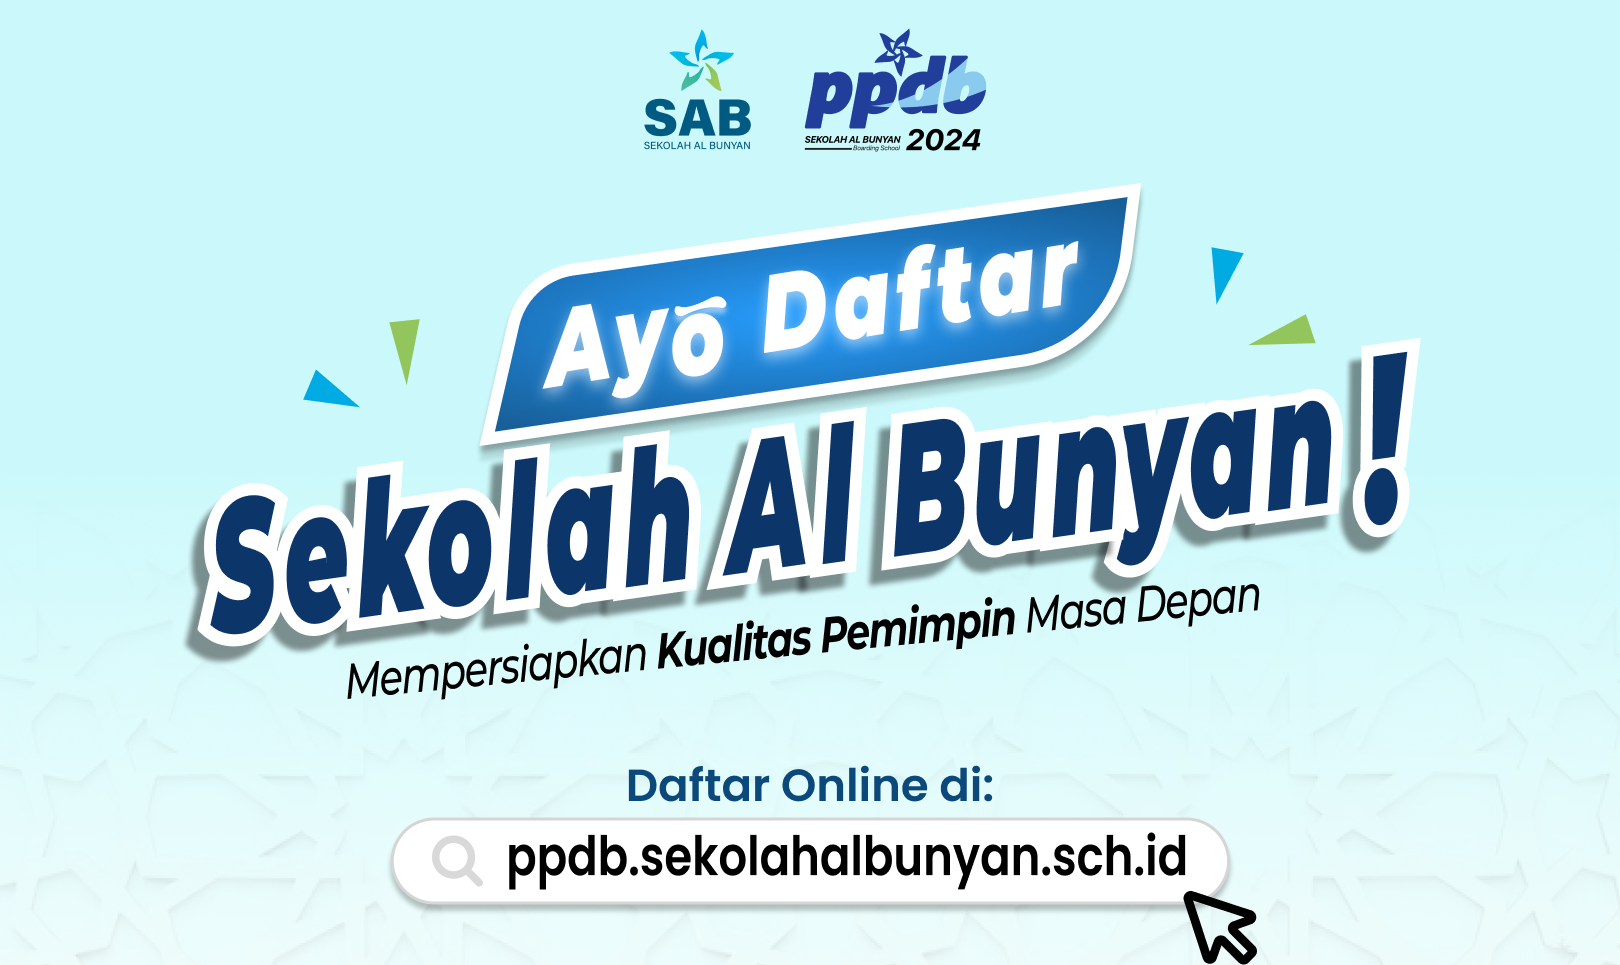 SAB
SEKOLAH AL BUNYAN
ppdb
SEKOLAH AL BUNYAN
Boarding School
2024
Ayo Daftar
Sekolah Al Bunyan!
Mempersiapkan Kualitas Pemimpin Masa Depan
Daftar Online di:
ppdb.sekolahalbunyan.sch.id